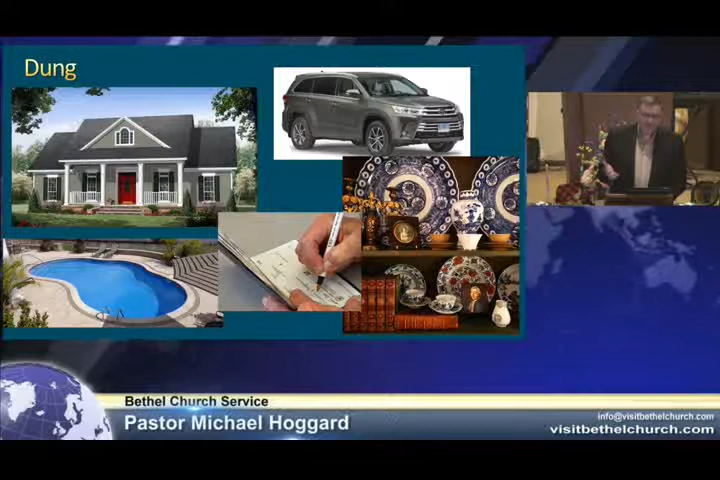 Dung
Bethel Church Service
Pastor Michael Hoggard
info@visitbethelchurch.com
visitbethelchurch.com